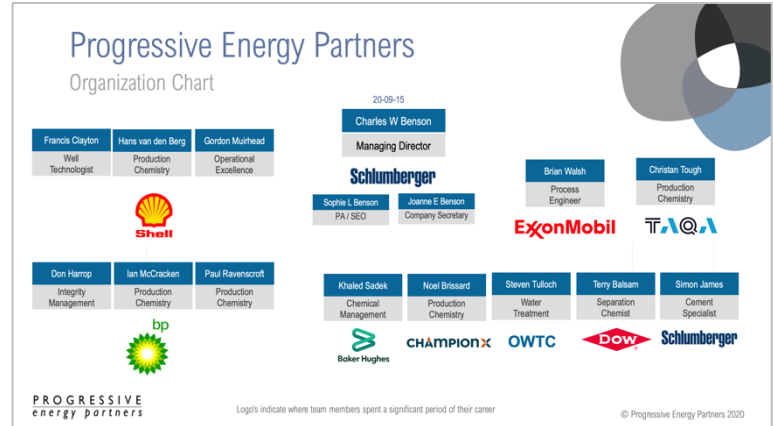 Progressive Energy Partners
Organization Chart
20-09-15
Charles W Benson
Managing Director
Schlumberger
Sophie L Benson
PA / SEO
Joanne E Benson
Company Secretary
Francis Clayton
Well
Technologist
Hans van den Berg
Production
Chemistry
Gordon Muirhead
Operational
Excellence
Shell
Brian Walsh
Process
Engineer
ExxonMobil
Christan Tough
Production
Chemistry
TAQA
Don Harrop
Integrity
Management
Ian McCracken
Production
Chemistry
Paul Ravenscroft
Production
Chemistry
bp
Khaled Sadek
Chemical
Management
Baker Hughes
Noel Brissard
Production
Chemistry
CHAMPIONX
Steven Tulloch
Water
Treatment
OWTC
Terry Balsam
Separation
Chemist
DOW
Simon James
Cement
Specialist
Schlumberger
PROGRESSIVE
energy partners
Logo's indicate where team members spent a significant period of their career
© Progressive Energy Partners 2020